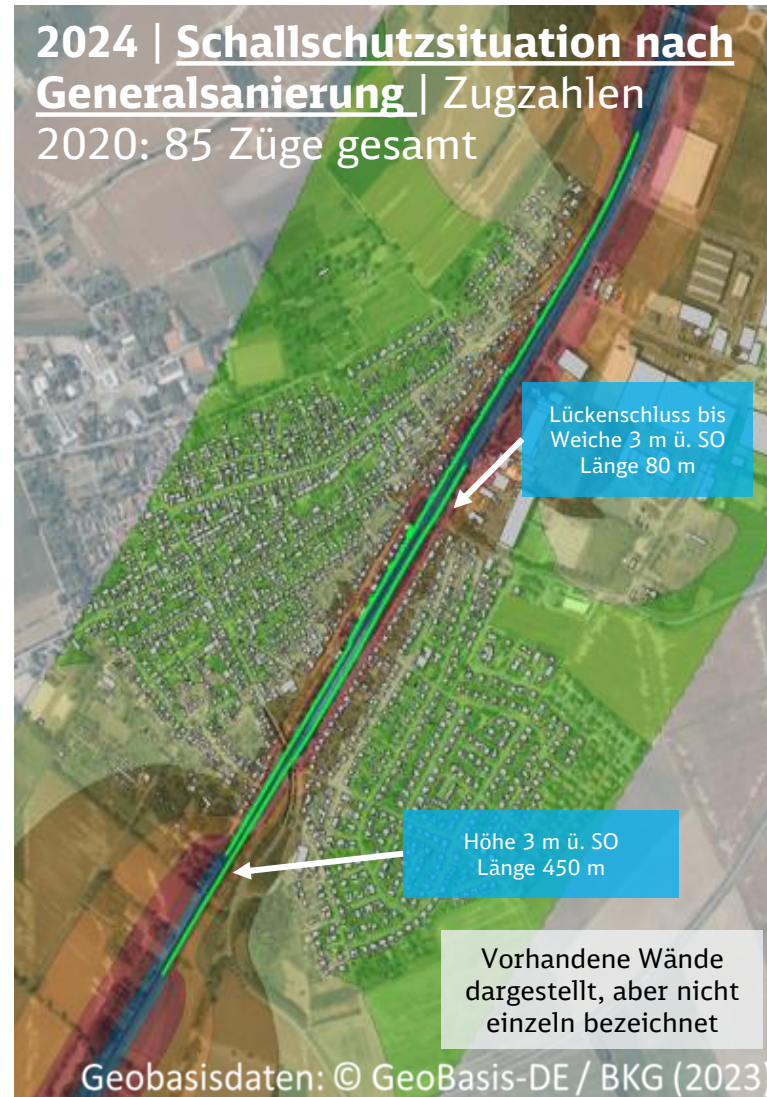 2024 | Schallschutzsituation nach
Generalsanierung | Zugzahlen
2020: 85 Züge gesamt
Lückenschluss bis
Weiche 3 m ü. SO
Länge 80 m
Höhe 3 m ü. SO
Länge 450 m
Vorhandene Wände
dargestellt, aber nicht
einzeln bezeichnet
Geobasisdaten: © GeoBasis-DE / BKG (2023)